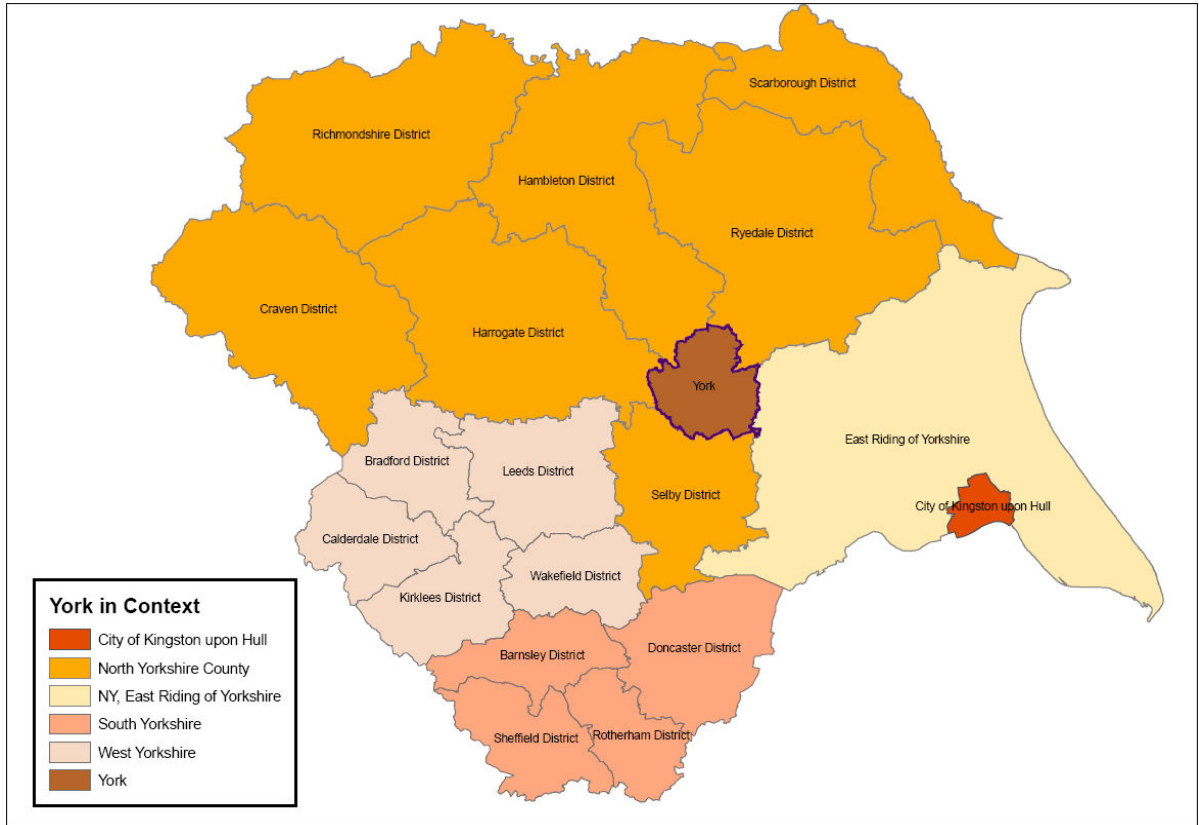 Scarborough District
Richmondshire District
Hambleton District
Ryedale District
Craven District
Harrogate District
York
East Riding of Yorkshire
Bradford District
Leeds District
Selby District
City of Kingston upon Hull
Calderdale District
Wakefield District
Kirklees District
Barnsley District
Doncaster District
Sheffield District
Rotherham District
York in Context
City of Kingston upon Hull
North Yorkshire County
NY, East Riding of Yorkshire
South Yorkshire
West Yorkshire
York